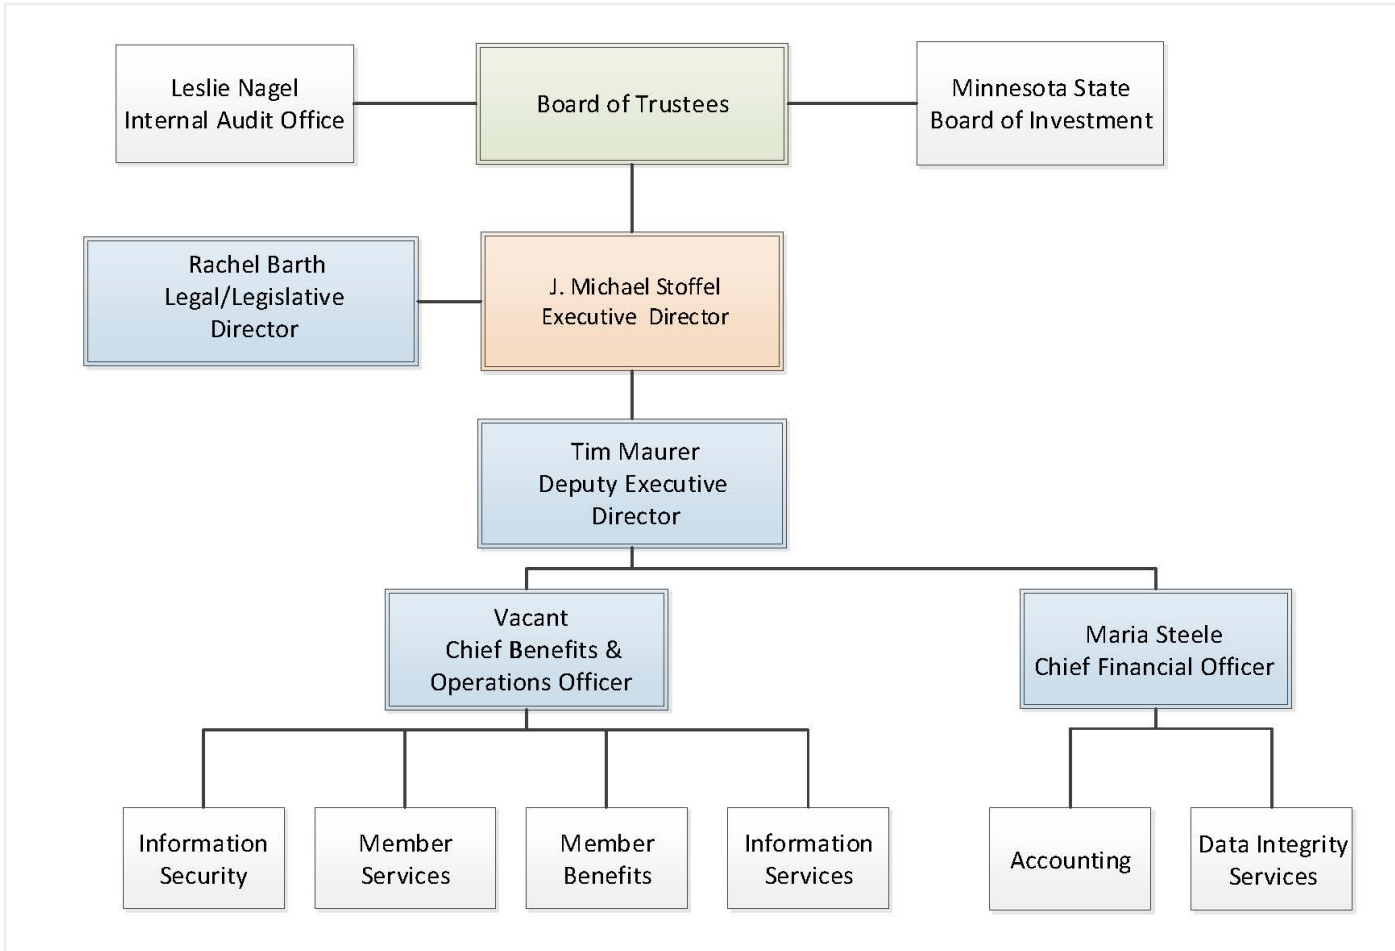 Leslie Nagel
Internal Audit Office
Board of Trustees
Minnesota State
Board of Investment
Rachel Barth
Legal/Legislative
Director
J. Michael Stoffel
Executive Director
Tim Maurer
Deputy Executive
Director
Vacant
Chief Benefits &
Operations Officer
Maria Steele
Chief Financial Officer
Information
Security
Member
Services
Member
Benefits
Information
Services
Accounting
Data Integrity
Services